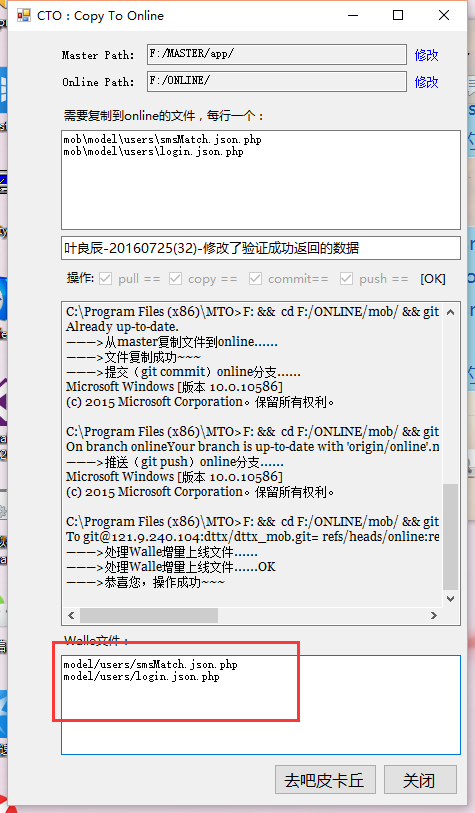 CTO : Copy To Online
Master Path: F:/MASTER/app/ 修改
Online Path: F:/ONLINE/ 修改
需要复制到online的文件，每行一个：
mob\model\users\smsMatch.json.php
mob\model\users\login.json.php
叶良辰-20160725(32)-修改了验证成功返回的数据
操作: pull == copy == commit== push == [OK]
C:\Program Files (x86)\MTO>F: && cd F:/ONLINE/mob/ && git
Already up-to-date.
———>从master复制文件到online......
———>文件复制成功~~~
———>提交（git commit）online分支......
Microsoft Windows [版本 10.0.10586]
(c) 2015 Microsoft Corporation。保留所有权利。
C:\Program Files (x86)\MTO>F: && cd F:/ONLINE/mob/ && git
On branch onlineYour branch is up-to-date with 'origin/online'.n
———>推送（git push）online分支......
Microsoft Windows [版本 10.0.10586]
(c) 2015 Microsoft Corporation。保留所有权利。
C:\Program Files (x86)\MTO>F: && cd F:/ONLINE/mob/ && git
To git@121.9.240.104:dttx/dttx_mob.git= refs/heads/online:re
———>处理Walle增量上线文件......
———>处理Walle增量上线文件......OK
———>恭喜您，操作成功~~~
Walle文件：
model/users/smsMatch.json.php
model/users/login.json.php
去吧皮卡丘 关闭